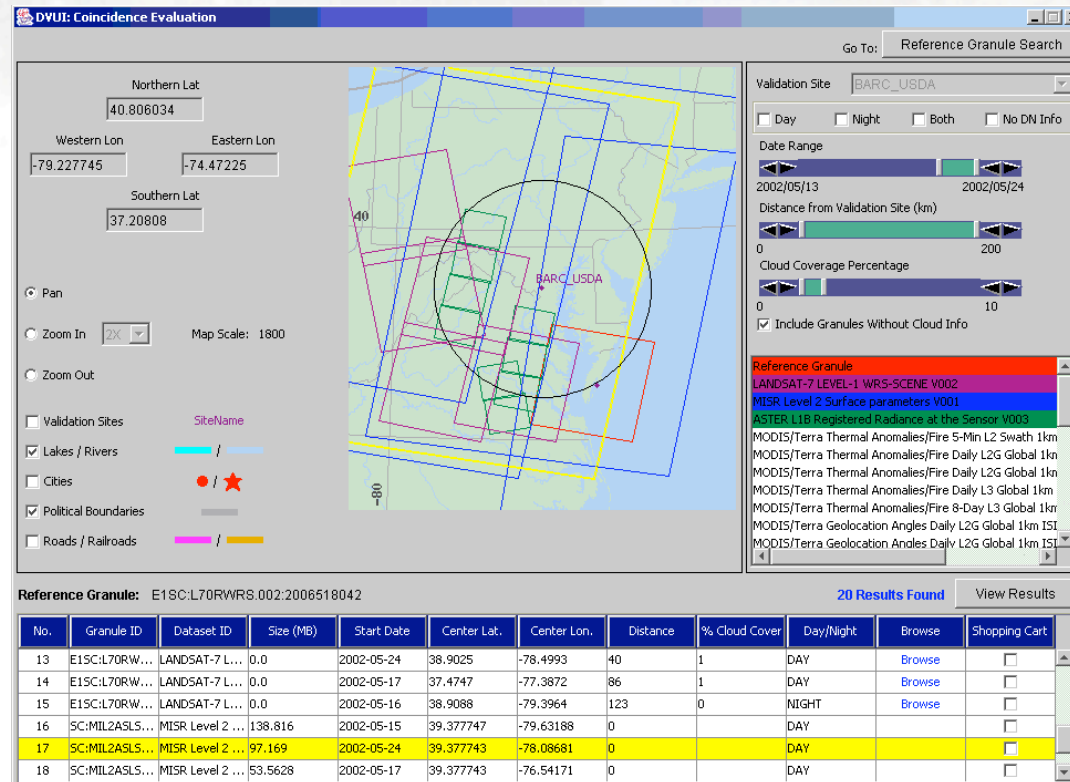 DVUI: Coincidence Evaluation
Go To: Reference Granule Search
Northern Lat
40.806034
Western Lon Eastern Lon
-79.227745 -74.47225
Southern Lat
37.20808
Pan
Zoom In 2X Map Scale: 1800
Zoom Out
Validation Sites SiteName
Lakes / Rivers /
Cities /
Political Boundaries
Roads / Railroads /
40
BARC_USDA
-80
Validation Site BARC_USDA
Day Night Both No DN Info
Date Range
2002/05/13 2002/05/24
Distance from Validation Site (km)
0 200
Cloud Coverage Percentage
0 10
Include Granules Without Cloud Info
Reference Granule
LANDSAT-7 LEVEL-1 WRS-SCENE V002
MISR Level 2 Surface parameters V001
ASTER L1B Registered Radiance at the Sensor V003
MODIS/Terra Thermal Anomalies/Fire 5-Min L2 Swath 1km
MODIS/Terra Thermal Anomalies/Fire Daily L2G Global 1km
MODIS/Terra Thermal Anomalies/Fire Daily L2G Global 1km
MODIS/Terra Thermal Anomalies/Fire Daily L3 Global 1km
MODIS/Terra Thermal Anomalies/Fire 8-Day L3 Global 1km
MODIS/Terra Geolocation Angles Daily L2G Global 1km ISI
MODIS/Terra Geolocation Angles Daily L2G Global 1km ISI
Reference Granule: E1SC:L70RWRS.002:2006518042 20 Results Found View Results
No. Granule ID Dataset ID Size (MB) Start Date Center Lat. Center Lon. Distance % Cloud Cover Day/Night Browse Shopping Cart
13 E1SC:L70RW... LANDSAT-7 L... 0.0 2002-05-24 38.9025 -78.4993 40 1 DAY Browse
14 E1SC:L70RW... LANDSAT-7 L... 0.0 2002-05-17 37.4747 -77.3872 86 1 DAY Browse
15 E1SC:L70RW... LANDSAT-7 L... 0.0 2002-05-16 38.9088 -79.3964 123 0 NIGHT Browse
16 SC:MIL2ASLS... MISR Level 2 ... 138.816 2002-05-15 39.377747 -79.63188 0 DAY
17 SC:MIL2ASLS... MISR Level 2 ... 97.169 2002-05-24 39.377743 -78.08681 0 DAY
18 SC:MIL2ASLS... MISR Level 2 ... 53.5628 2002-05-17 39.377743 -76.54171 0 DAY